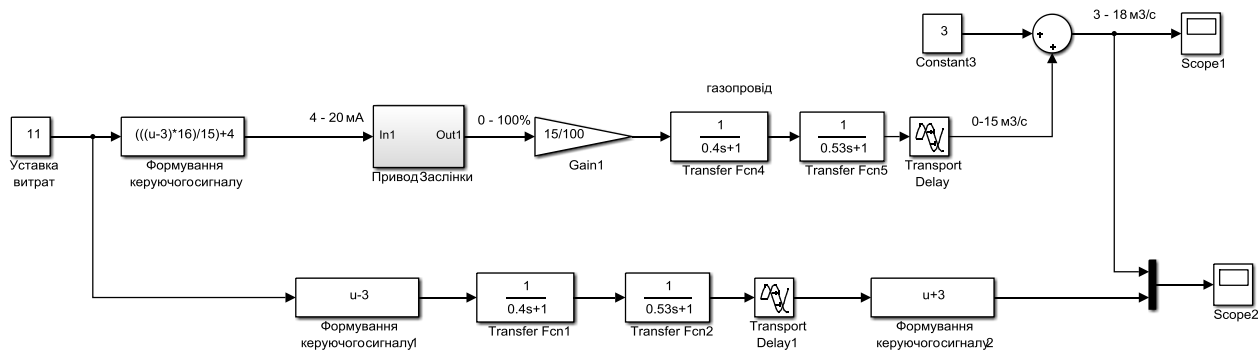 3 - 18 м3/с
3
Constant3
+
+
Scope1
газопровід
11
Уставка
витрат
(((u-3)*16)/15)+4
Формування
керуючогосигналу
4 - 20 мА
In1
Out1
Привод Заслінки
0 - 100%
15/100
Gain1
1
0.4s+1
Transfer Fcn4
1
0.53s+1
Transfer Fcn5
Transport
Delay
0-15 м3/с
u-3
Формування
керуючогосигналу1
1
0.4s+1
Transfer Fcn1
1
0.53s+1
Transfer Fcn2
Transport
Delay1
u+3
Формування
керуючогосигналу2
Scope2